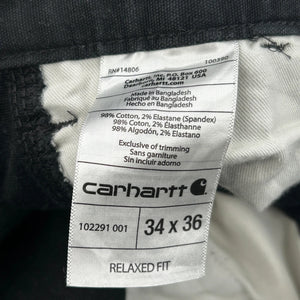 RN#14806
100390
Carhartt, Inc. P.O. Box 600
Dearborn, MI 48121 USA
Made in Bangladesh
Fabriqué au Bangladesh
Hecho en Bangladesh
98% Cotton, 2% Elastane (Spandex)
98% Coton, 2% Élasthanne
98% Algodón, 2% Elastano
Exclusive of trimming
Sans garniture
Sin incluir adorno
carhartt
102291 001
34 x 36
RELAXED FIT